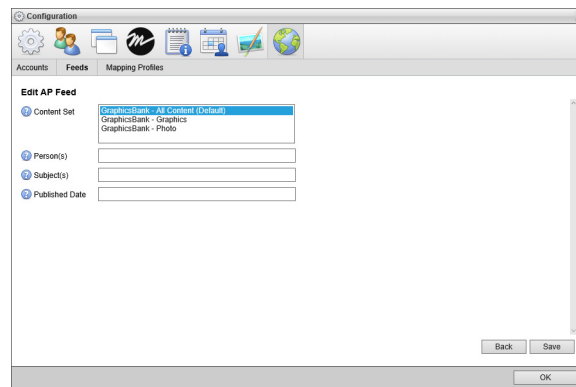 Configuration
Accounts Feeds Mapping Profiles
Edit AP Feed
Content Set
GraphicsBank - All Content (Default)
GraphicsBank - Graphics
GraphicsBank - Photo
Person(s)
Subject(s)
Published Date
Back Save
OK